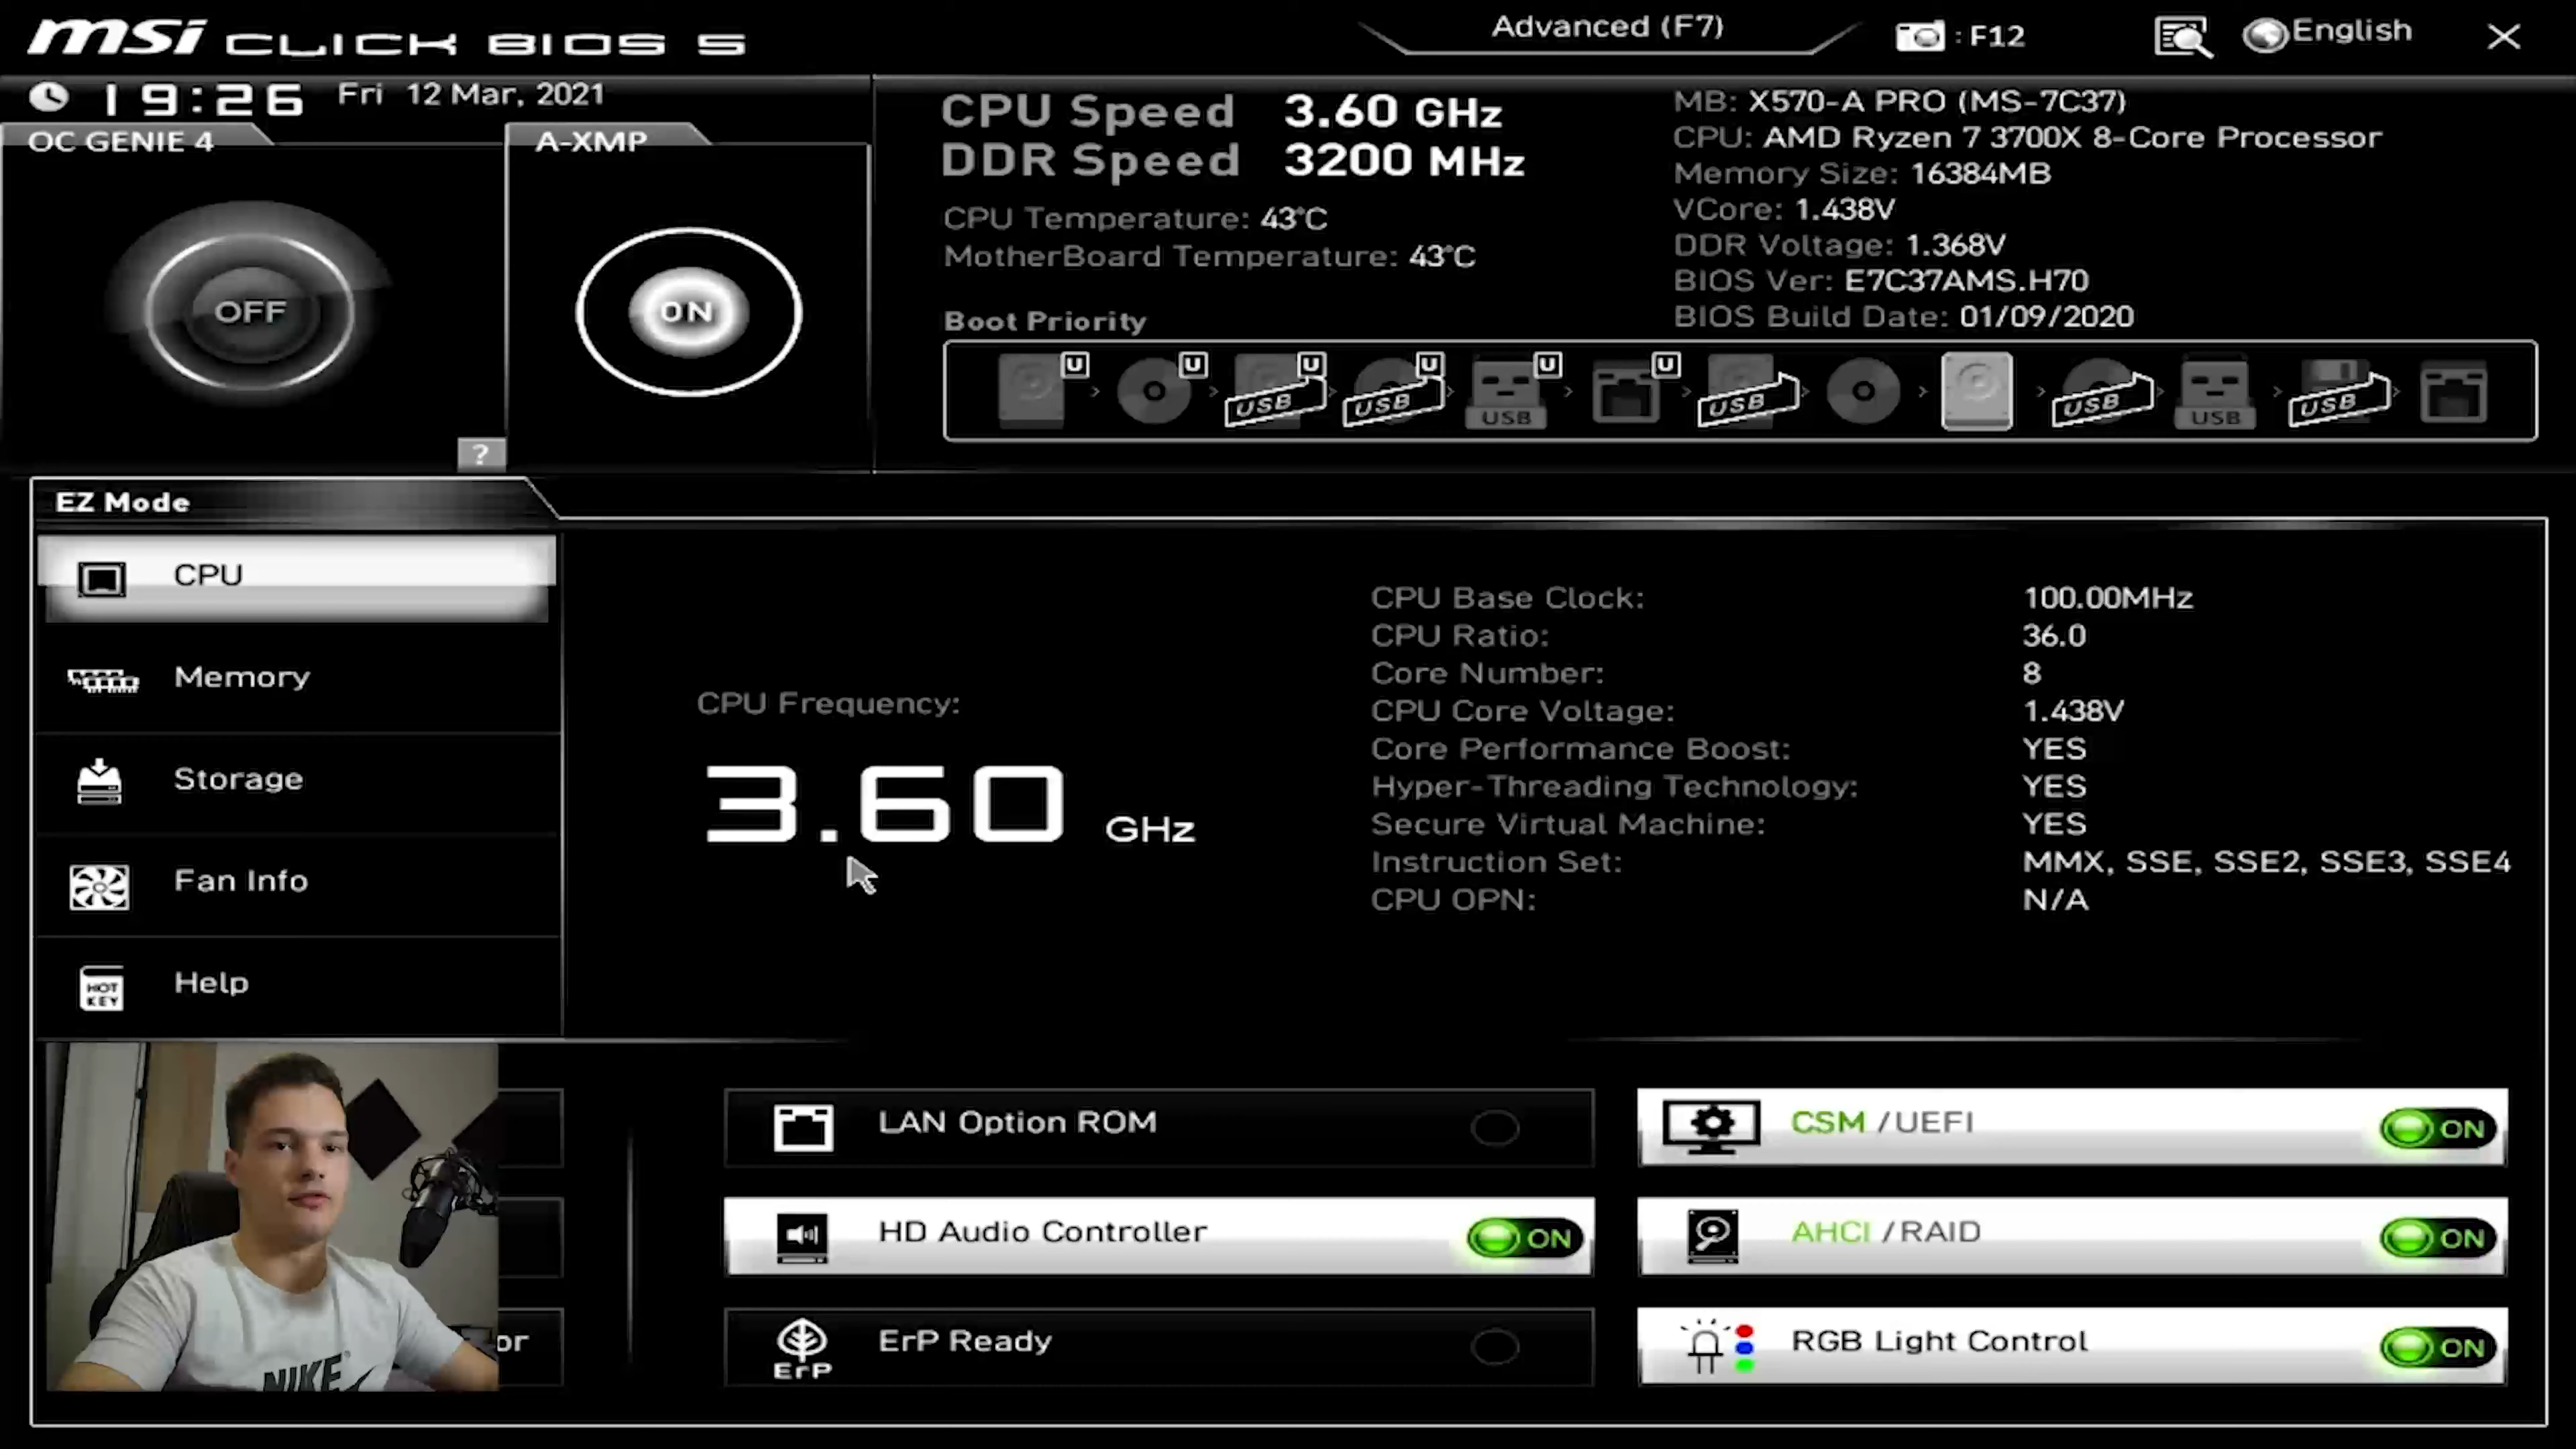 msi CLICK BIOS 5
Advanced (F7)
: F12
English
19:26 Fri 12 Mar, 2021
OC GENIE 4
OFF
?
A-XMP
ON
CPU Speed 3.60 GHz
DDR Speed 3200 MHz
CPU Temperature: 43°C
MotherBoard Temperature: 43°C
MB: X570-A PRO (MS-7C37)
CPU: AMD Ryzen 7 3700X 8-Core Processor
Memory Size: 16384MB
VCore: 1.438V
DDR Voltage: 1.368V
BIOS Ver: E7C37AMS.H70
BIOS Build Date: 01/09/2020
Boot Priority
U U U U U U
USB USB USB USB USB USB USB
EZ Mode
CPU
Memory
Storage
Fan Info
HOT KEY Help
CPU Frequency:
3.60 GHz
CPU Base Clock: 100.00MHz
CPU Ratio: 36.0
Core Number: 8
CPU Core Voltage: 1.438V
Core Performance Boost: YES
Hyper-Threading Technology: YES
Secure Virtual Machine: YES
Instruction Set: MMX, SSE, SSE2, SSE3, SSE4
CPU OPN: N/A
LAN Option ROM
HD Audio Controller ON
ErP ErP Ready
CSM /UEFI ON
AHCI /RAID ON
RGB Light Control ON
or
NIKE